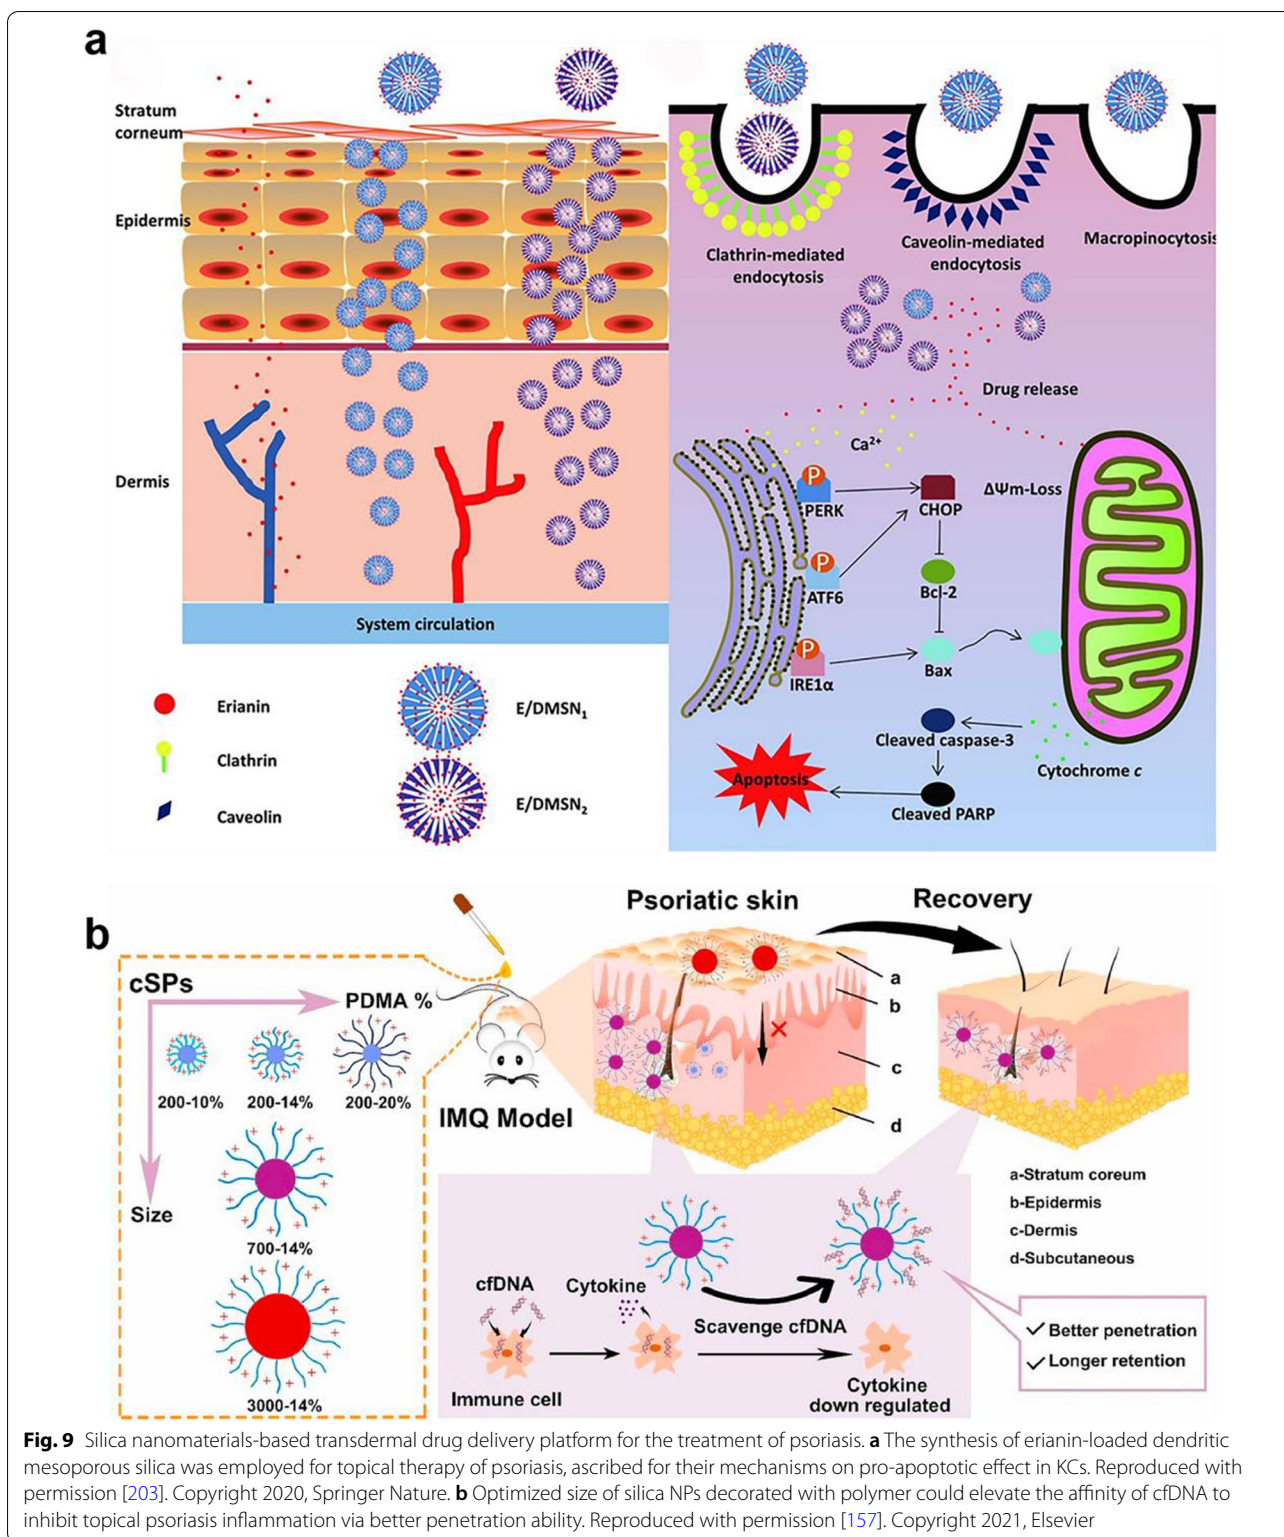 a
Stratum
corneum
Epidermis
Dermis
System circulation
Erianin
Clathrin
Caveolin
E/DMSN1
E/DMSN2
Clathrin-mediated
endocytosis
Caveolin-mediated
endocytosis
Macropinocytosis
Drug release
Ca2+
P
PERK
CHOP
ΔΨm-Loss
P
ATF6
Bcl-2
P
IRE1α
Bax
Cleaved caspase-3
Cytochrome c
Apoptosis
Cleaved PARP
b
cSPs
PDMA %
200-10%
200-14%
200-20%
Size
700-14%
3000-14%
IMQ Model
Psoriatic skin
Recovery
a
b
c
d
a-Stratum coreum
b-Epidermis
c-Dermis
d-Subcutaneous
cfDNA
Cytokine
Scavenge cfDNA
Immune cell
Cytokine
down regulated
✓ Better penetration
✓ Longer retention
Fig. 9 Silica nanomaterials-based transdermal drug delivery platform for the treatment of psoriasis. a The synthesis of erianin-loaded dendritic
mesoporous silica was employed for topical therapy of psoriasis, ascribed for their mechanisms on pro-apoptotic effect in KCs. Reproduced with
permission [203]. Copyright 2020, Springer Nature. b Optimized size of silica NPs decorated with polymer could elevate the affinity of cfDNA to
inhibit topical psoriasis inflammation via better penetration ability. Reproduced with permission [157]. Copyright 2021, Elsevier